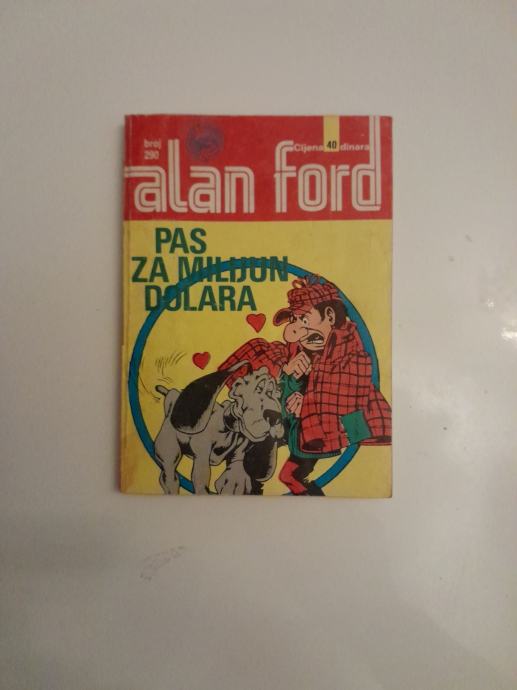 broj
290
Cijena 40 dinara
alan ford
PAS
ZA MILIJUN
DOLARA